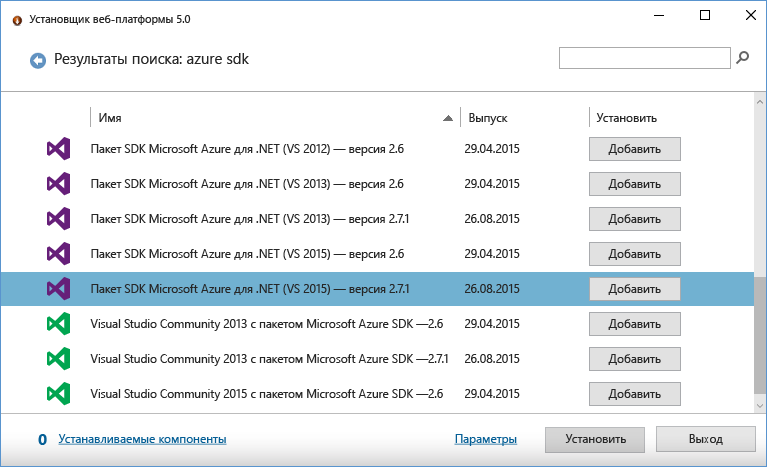 Установщик веб-платформы 5.0
Результаты поиска: azure sdk
Имя Выпуск Установить
Пакет SDK Microsoft Azure для .NET (VS 2012) — версия 2.6 29.04.2015 Добавить
Пакет SDK Microsoft Azure для .NET (VS 2013) — версия 2.6 29.04.2015 Добавить
Пакет SDK Microsoft Azure для .NET (VS 2013) — версия 2.7.1 26.08.2015 Добавить
Пакет SDK Microsoft Azure для .NET (VS 2015) — версия 2.6 29.04.2015 Добавить
Пакет SDK Microsoft Azure для .NET (VS 2015) — версия 2.7.1 26.08.2015 Добавить
Visual Studio Community 2013 с пакетом Microsoft Azure SDK —2.6 29.04.2015 Добавить
Visual Studio Community 2013 с пакетом Microsoft Azure SDK —2.7.1 26.08.2015 Добавить
Visual Studio Community 2015 с пакетом Microsoft Azure SDK —2.6 29.04.2015 Добавить
0 Устанавливаемые компоненты Параметры Установить Выход